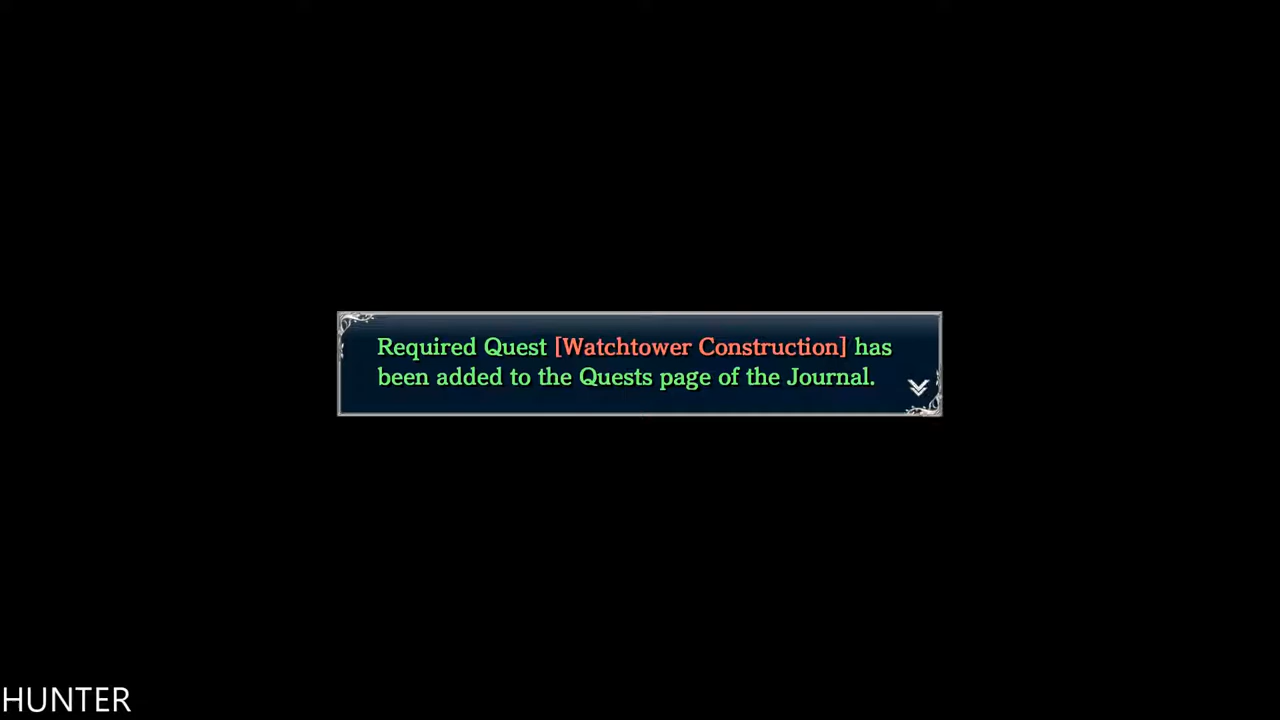 Required Quest [Watchtower Construction] has
been added to the Quests page of the Journal.
HUNTER